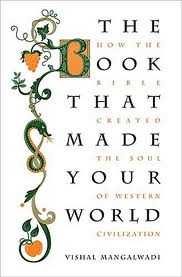 THE
HOW THE
BOOK
BIBLE
THAT
CREATED
MADE
THE SOUL
YOUR
OF WESTERN
WORLD
CIVILIZATION
VISHAL MANGALWADI